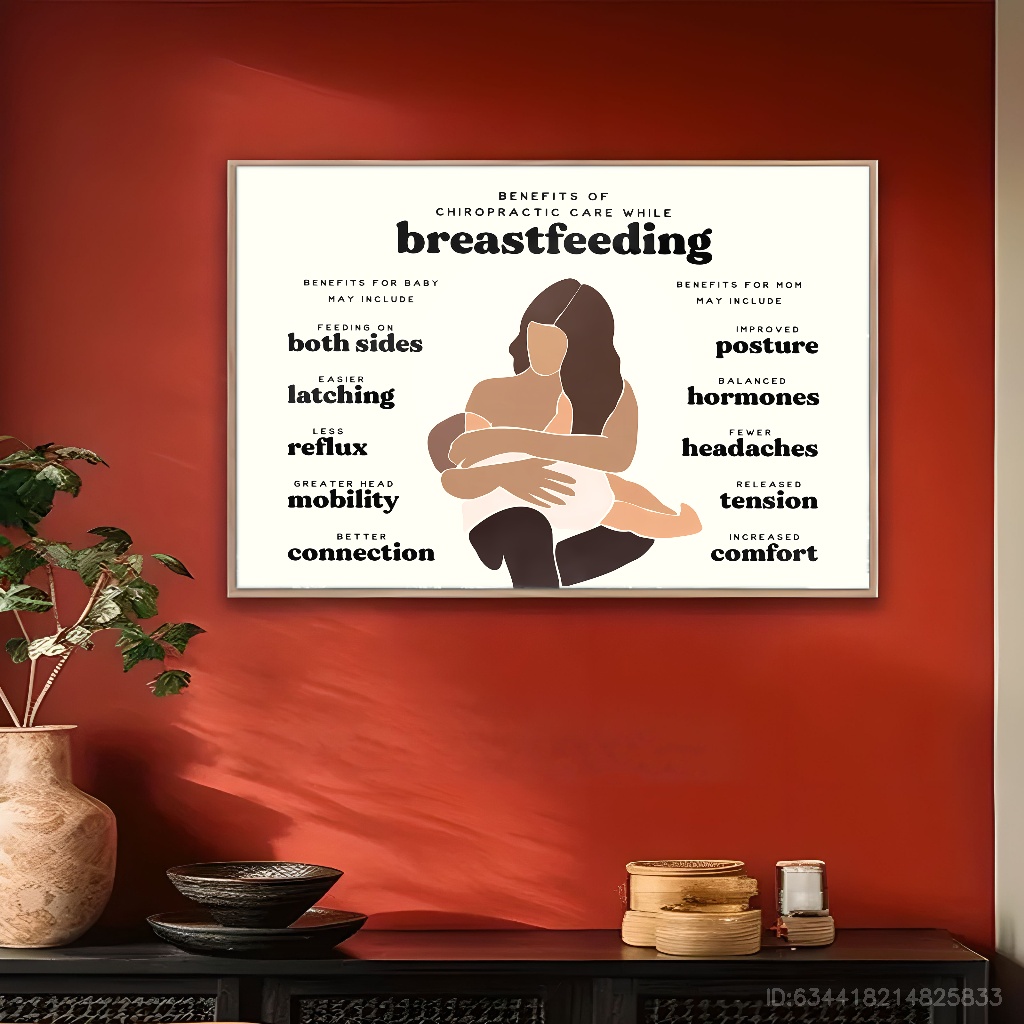 BENEFITS OF
CHIROPRACTIC CARE WHILE
breastfeeding
BENEFITS FOR BABY
MAY INCLUDE
FEEDING ON
both sides
EASIER
latching
LESS
reflux
GREATER HEAD
mobility
BETTER
connection
BENEFITS FOR MOM
MAY INCLUDE
IMPROVED
posture
BALANCED
hormones
FEWER
headaches
RELEASED
tension
INCREASED
comfort
ID:634418214825833